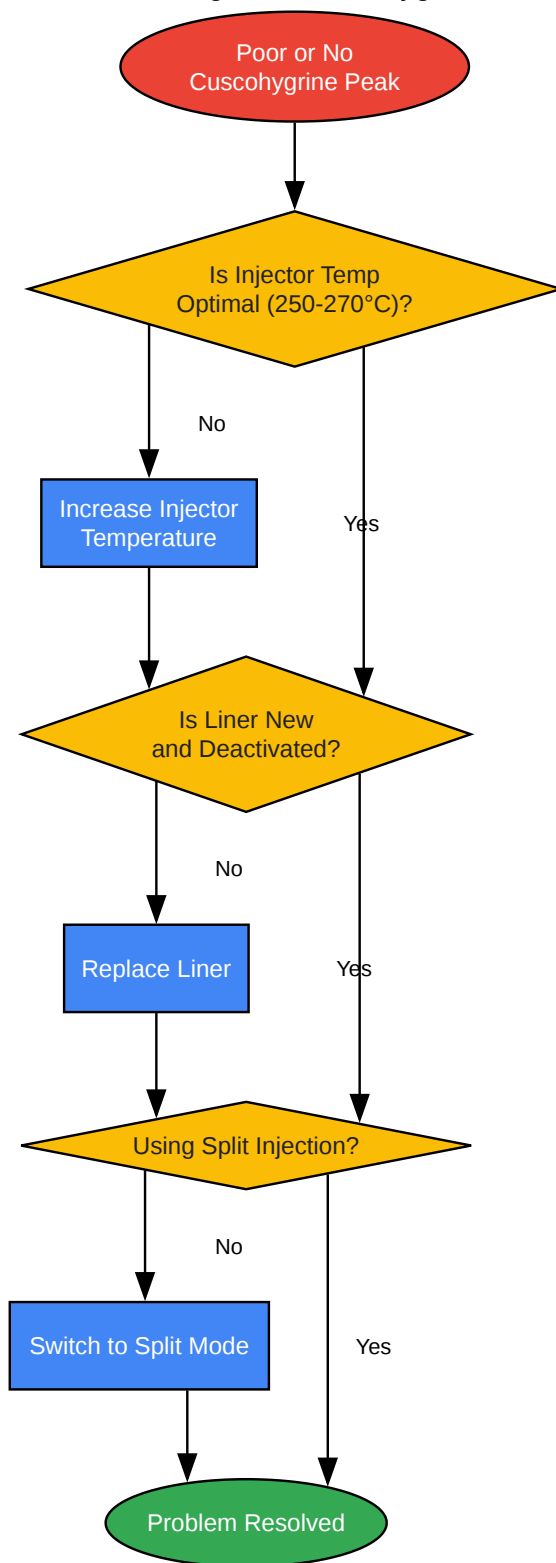 Poor or No
Cuscohygrine Peak
Is Injector Temp
Optimal (250-270°C)?
No
Increase Injector
Temperature
Yes
Is Liner New
and Deactivated?
No
Replace Liner
Yes
Using Split Injection?
No
Switch to Split Mode
Yes
Problem Resolved